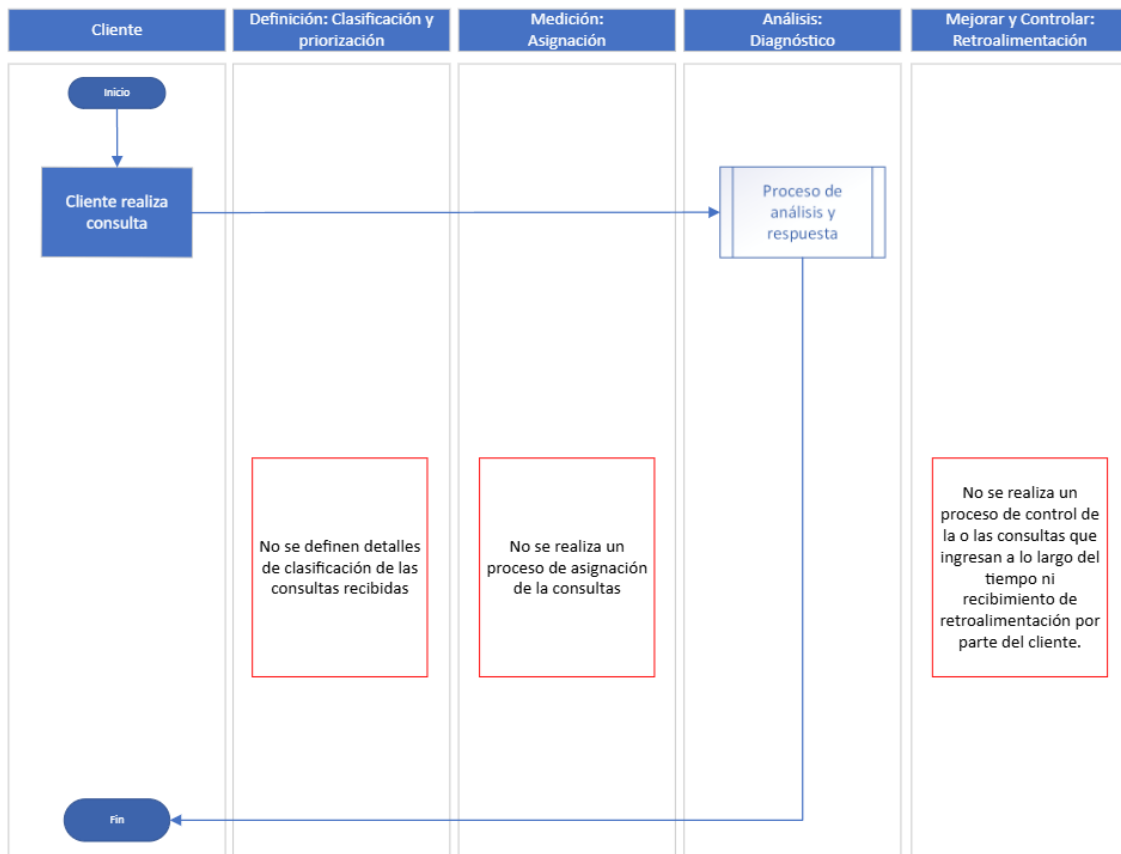 Cliente
Definición: Clasificación y
priorización
Medición:
Asignación
Análisis:
Diagnóstico
Mejorar y Controlar:
Retroalimentación
Inicio
Cliente realiza
consulta
Proceso de
análisis y
respuesta
No se definen detalles
de clasificación de las
consultas recibidas
No se realiza un
proceso de asignación
de la consultas
No se realiza un
proceso de control de
la o las consultas que
ingresan a lo largo del
tiempo ni
recibimiento de
retroalimentación por
parte del cliente.
Fin